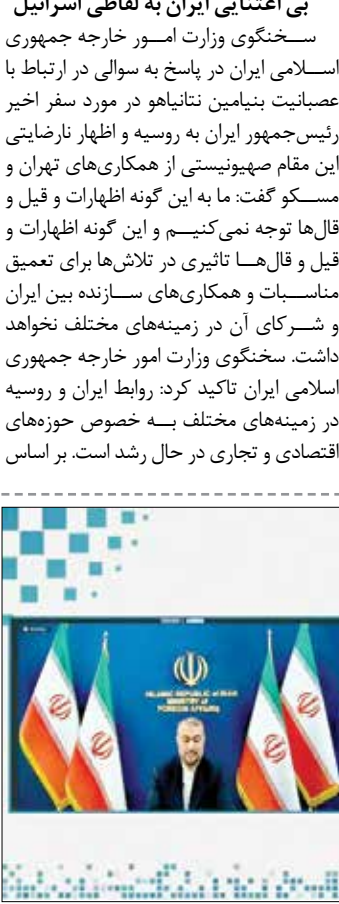 بی اعتنایی ایران به لفاظی اسرائیل
سخنگوی وزارت امور خارجه جمهوری
اسلامی ایران در پاسخ به سوالی در ارتباط با
عصبانیت بنیامین نتانیاهو در مورد سفر اخیر
رئیس‌جمهور ایران به روسیه و اظهار نارضایتی
این مقام صهیونیستی از همکاری‌های تهران و
مسکو گفت: ما به این گونه اظهارات و قیل و
قال‌ها توجه نمی‌کنیم و این گونه اظهارات و
قیل و قال‌ها تاثیری در تلاش‌ها برای تعمیق
مناسبات و همکاری‌های سازنده بین ایران
و شرکای آن در زمینه‌های مختلف نخواهد
داشت. سخنگوی وزارت امور خارجه جمهوری
اسلامی ایران تاکید کرد: روابط ایران و روسیه
در زمینه‌های مختلف به خصوص حوزه‌های
اقتصادی و تجاری در حال رشد است. بر اساس
ISLAMIC REPUBLIC of IRAN
MINISTRY of
FOREIGN AFFAIRS